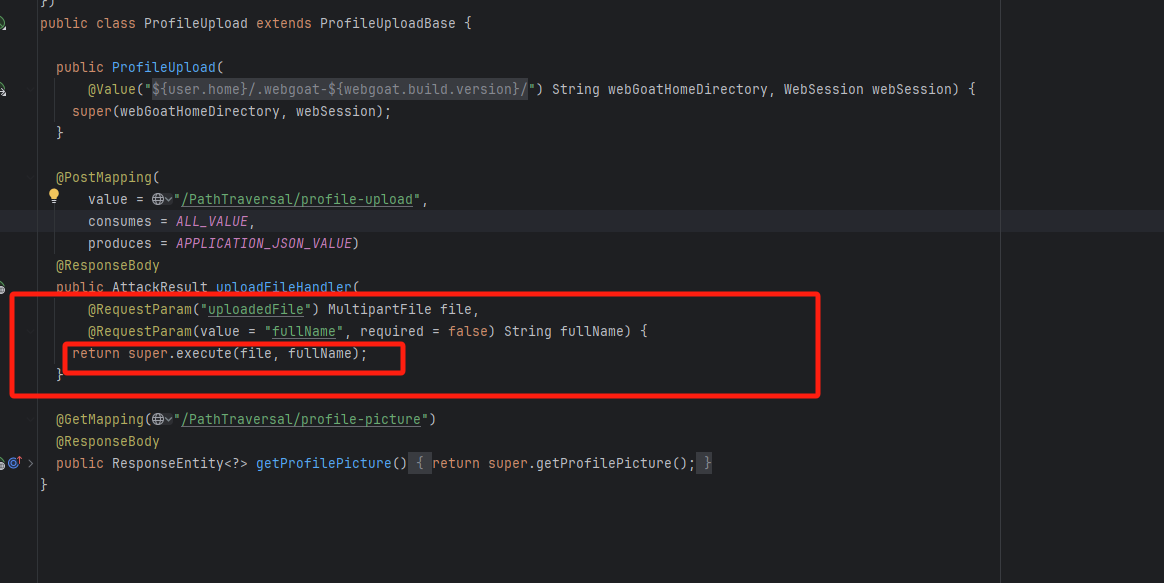 })
public class ProfileUpload extends ProfileUploadBase {
public ProfileUpload(
@Value("${user.home}/.webgoat-${webgoat.build.version}/") String webGoatHomeDirectory, WebSession webSession) {
super(webGoatHomeDirectory, webSession);
}
@PostMapping(
value = "/PathTraversal/profile-upload",
consumes = ALL_VALUE,
produces = APPLICATION_JSON_VALUE)
@ResponseBody
public AttackResult uploadFileHandler(
@RequestParam("uploadedFile") MultipartFile file,
@RequestParam(value = "fullName", required = false) String fullName) {
return super.execute(file, fullName);
}
@GetMapping("/PathTraversal/profile-picture")
@ResponseBody
public ResponseEntity<?> getProfilePicture() { return super.getProfilePicture(); }
}